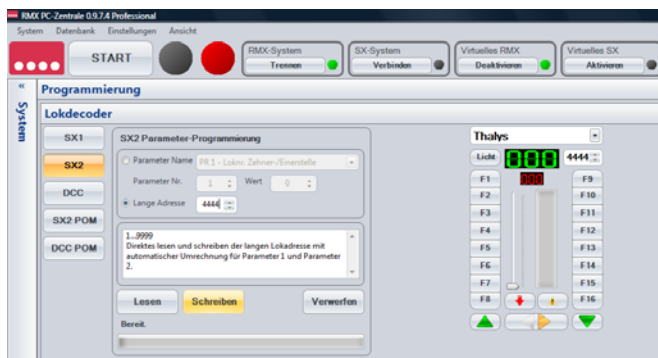 RMX PC-Zentrale 0.9.7.4 Professional
System Datenbank Einstellungen Ansicht
START
RMX-System
Trennen
SX-System
Verbinden
Virtuelles RMX
Deaktivieren
Virtuelles SX
Aktivieren
« System
Programmierung
Lokdecoder
SX1
SX2
DCC
SX2 POM
DCC POM
SX2 Parameter-Programmierung
Parameter Name PR 1 - Loknr. Zehner-/Einerstelle
Parameter Nr. 1 Wert 0
Lange Adresse 4444
1...9999
Direktes lesen und schreiben der langen Lokadresse mit
automatischer Umrechnung für Parameter 1 und Parameter
2.
Lesen Schreiben Verwerfen
Bereit.
Thalys
Licht 000 4444
F1 000 F9
F2 F10
F3 F11
F4 F12
F5 F13
F6 F14
F7 F15
F8 F16